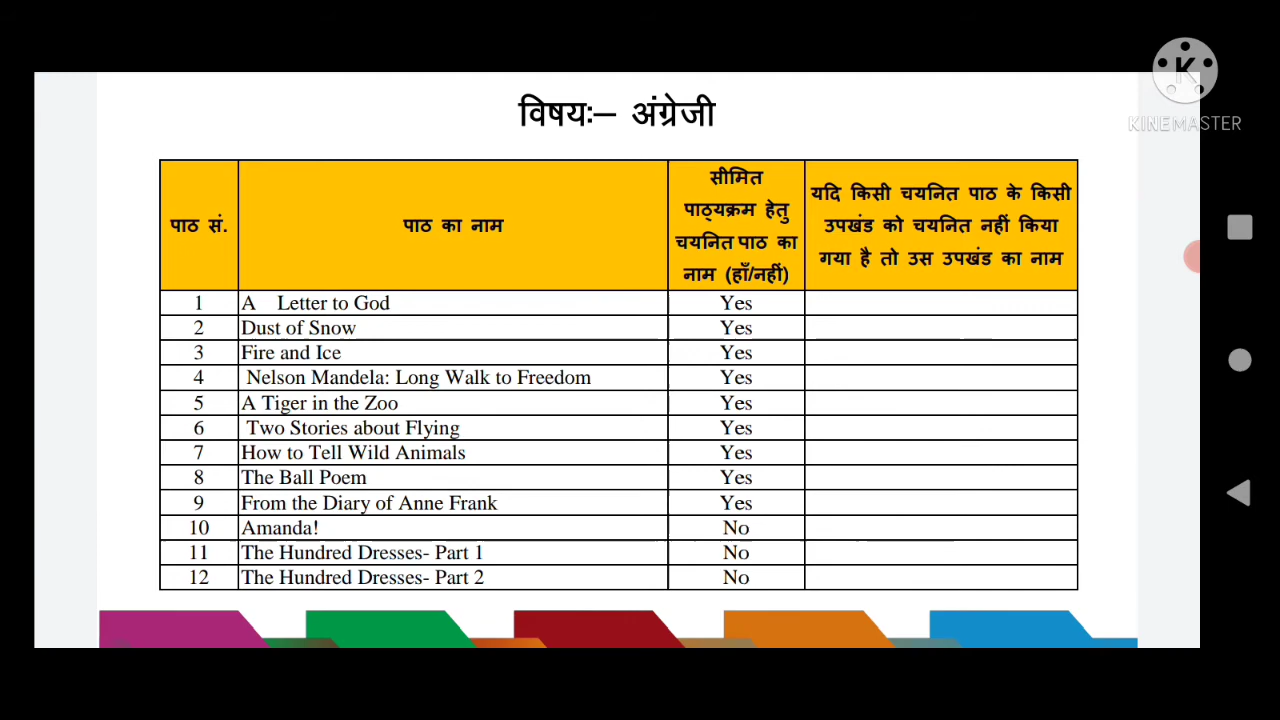 विषयः– अंग्रेजी
KINEMASTER
पाठ सं. पाठ का नाम सीमित पाठ्यक्रम हेतु चयनित पाठ का नाम (हाँ/नहीं) यदि किसी चयनित पाठ के किसी उपखंड को चयनित नहीं किया गया है तो उस उपखंड का नाम
1 A Letter to God Yes
2 Dust of Snow Yes
3 Fire and Ice Yes
4 Nelson Mandela: Long Walk to Freedom Yes
5 A Tiger in the Zoo Yes
6 Two Stories about Flying Yes
7 How to Tell Wild Animals Yes
8 The Ball Poem Yes
9 From the Diary of Anne Frank Yes
10 Amanda! No
11 The Hundred Dresses- Part 1 No
12 The Hundred Dresses- Part 2 No